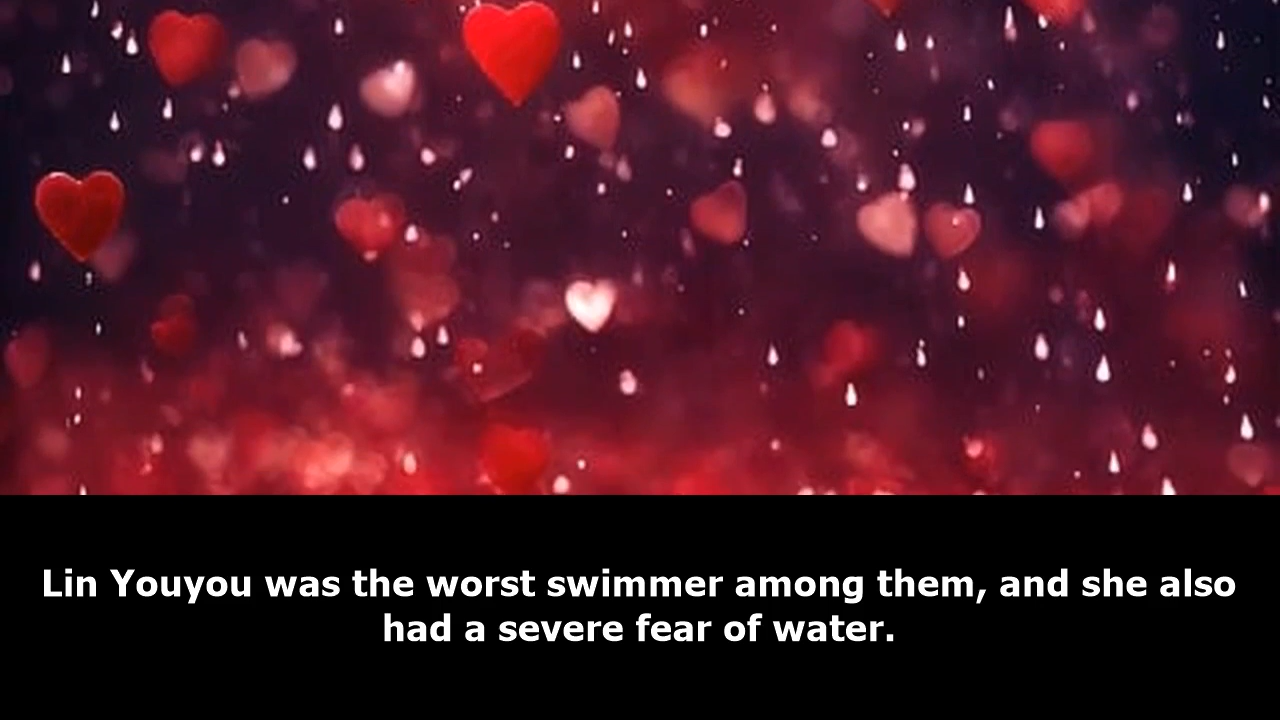 Lin Youyou was the worst swimmer among them, and she also
had a severe fear of water.